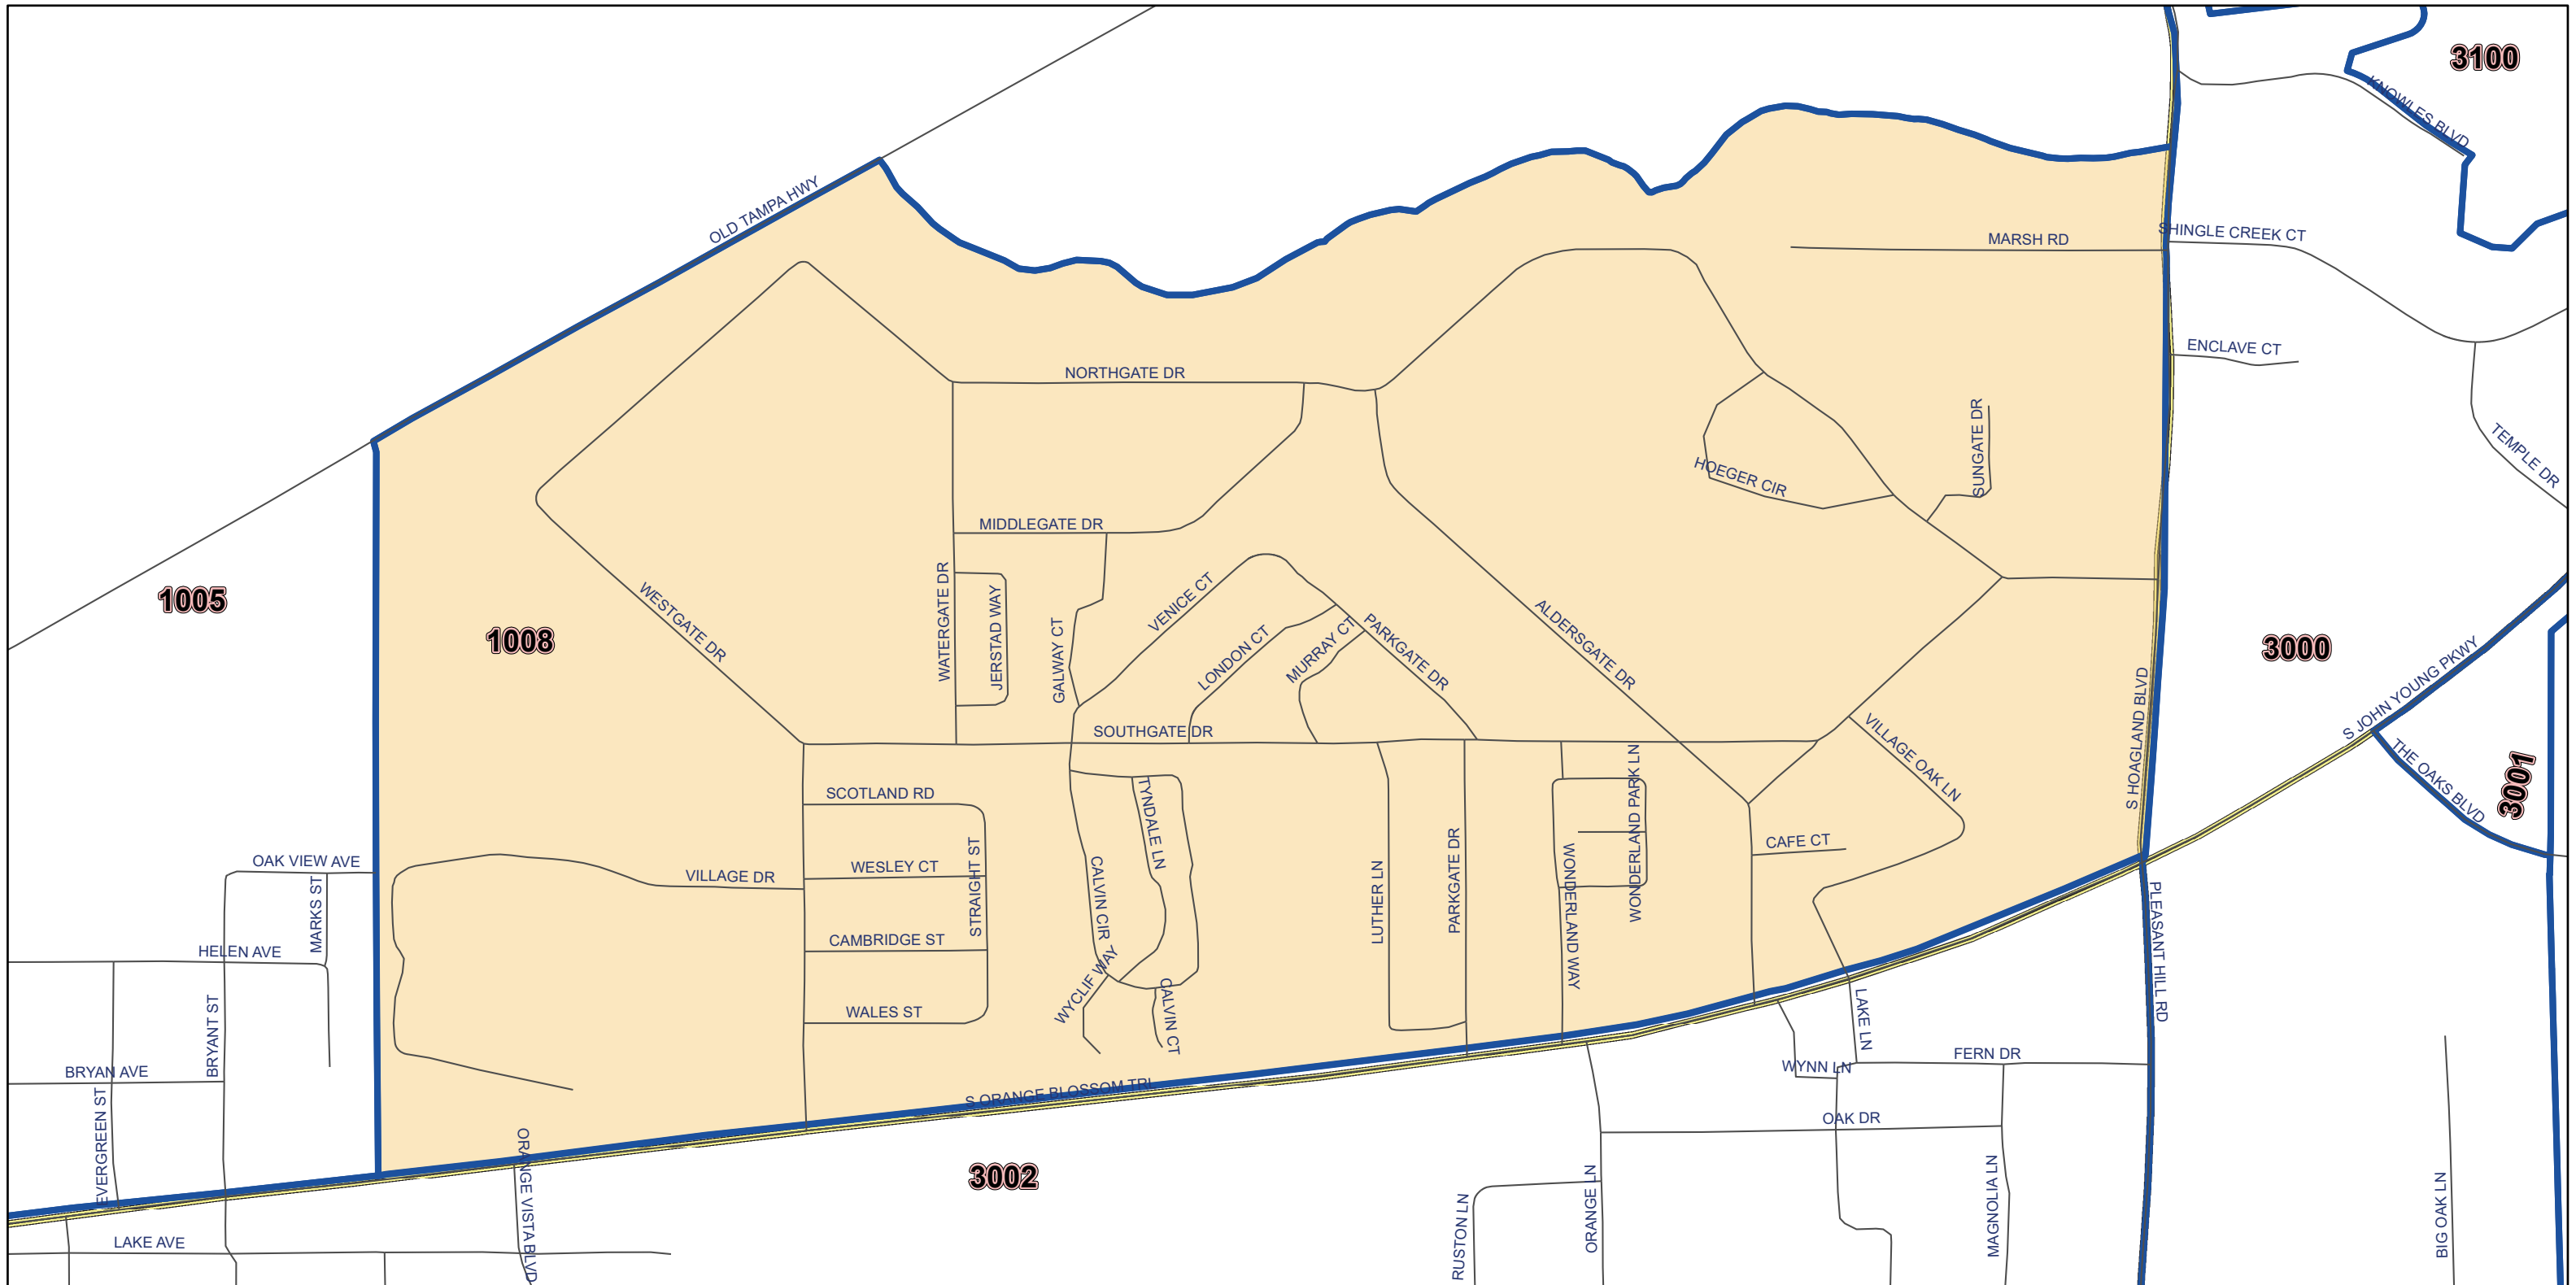 3100
KNOWLES BLVD
OLD TAMPA HWY
MARSH RD
SHINGLE CREEK CT
ENCLAVE CT
NORTHGATE DR
SUNGATE DR
TEMPLE DR
HOEGER CIR
MIDDLEGATE DR
1005
1008
WESTGATE DR
WATERGATE DR
JERSTAD WAY
GALWAY CT
VENICE CT
LONDON CT
MURRAY CT
PARKGATE DR
ALDERSGATE DR
3000
S JOHN YOUNG PKWY
S HOAGLAND BLVD
THE OAKS BLVD
3001
SOUTHGATE DR
VILLAGE OAK LN
SCOTLAND RD
TYNDALE LN
WONDERLAND PARK LN
CAFE CT
OAK VIEW AVE
MARKS ST
VILLAGE DR
WESLEY CT
STRAIGHT ST
CALVIN CIR
LUTHER LN
PARKGATE DR
WONDERLAND WAY
HELEN AVE
CAMBRIDGE ST
WYCLIF WAY
CALVIN CT
WALES ST
PLEASANT HILL RD
LAKE LN
BRYANT ST
BRYAN AVE
EVERGREEN ST
S ORANGE BLOSSOM TRL
WYNN LN
FERN DR
OAK DR
ORANGE VISTA BLVD
3002
RUSTON LN
ORANGE LN
MAGNOLIA LN
BIG OAK LN
LAKE AVE